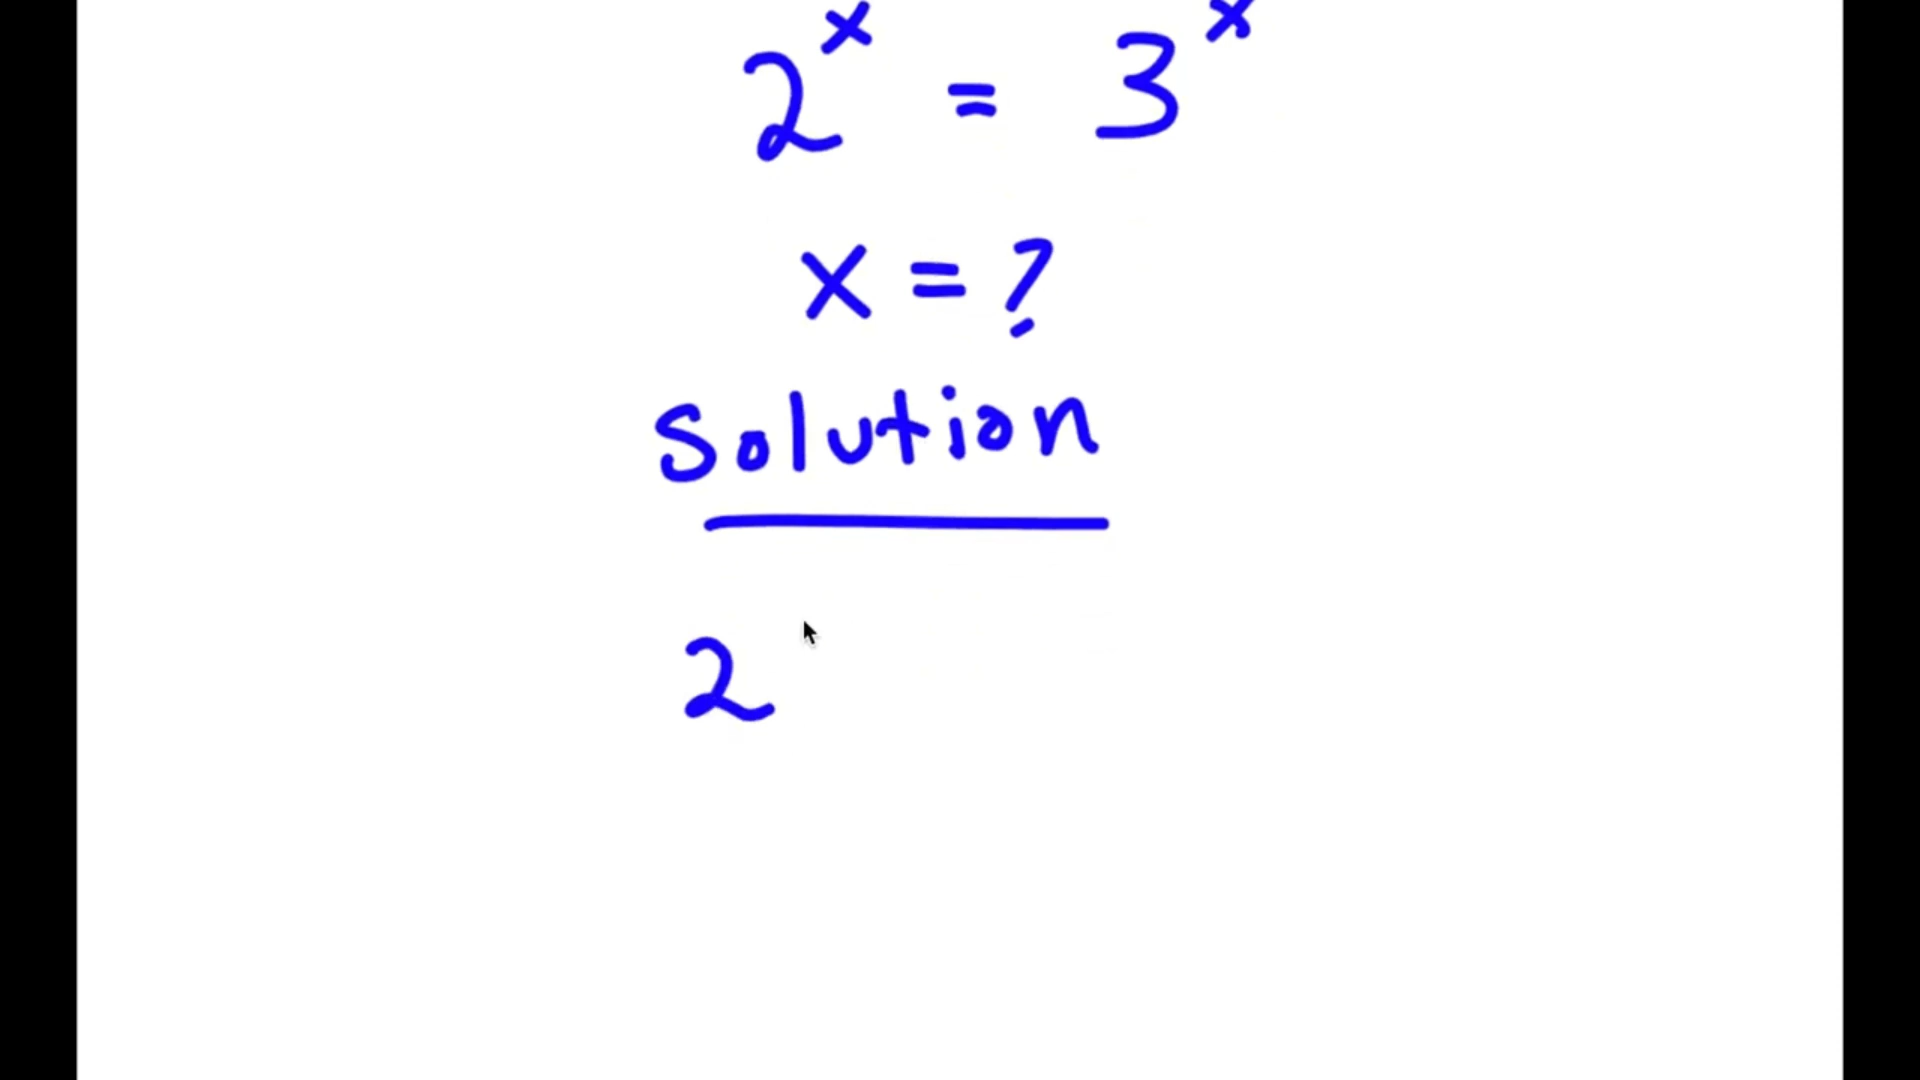 2^x = 3^x
x = ?
Solution
2